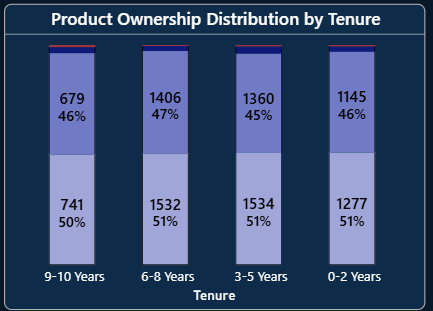 Product Ownership Distribution by Tenure
679 1406 1360 1145
46% 47% 45% 46%
741 1532 1534 1277
50% 51% 51% 51%
9-10 Years 6-8 Years 3-5 Years 0-2 Years
Tenure